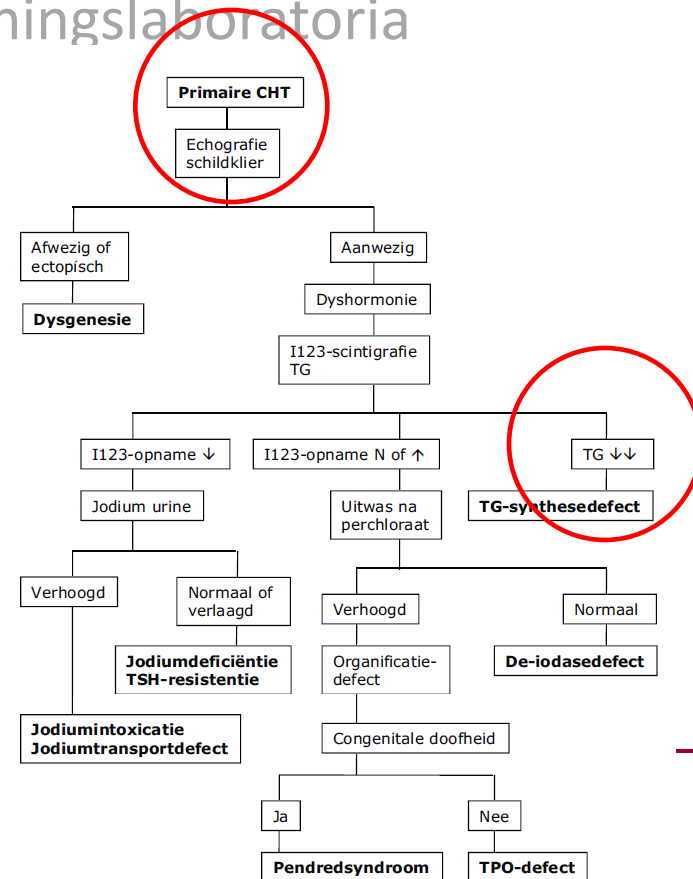 ningslaboratoria
Primaire CHT
Echografie
schildklier
Afwezig of
ectopísch
Aanwezig
Dysgenesie
Dyshormonie
I123-scintigrafie
TG
I123-opname ↓
I123-opname N of ↑
TG ↓↓
Jodium urine
Uitwas na
perchloraat
TG-synthesedefect
Verhoogd
Normaal of
verlaagd
Verhoogd
Normaal
Jodiumdeficiëntie
TSH-resistentie
Organificatie-
defect
De-iodasedefect
Jodiumintoxicatie
Jodiumtransportdefect
Congenitale doofheid
Ja
Nee
Pendredsyndroom
TPO-defect